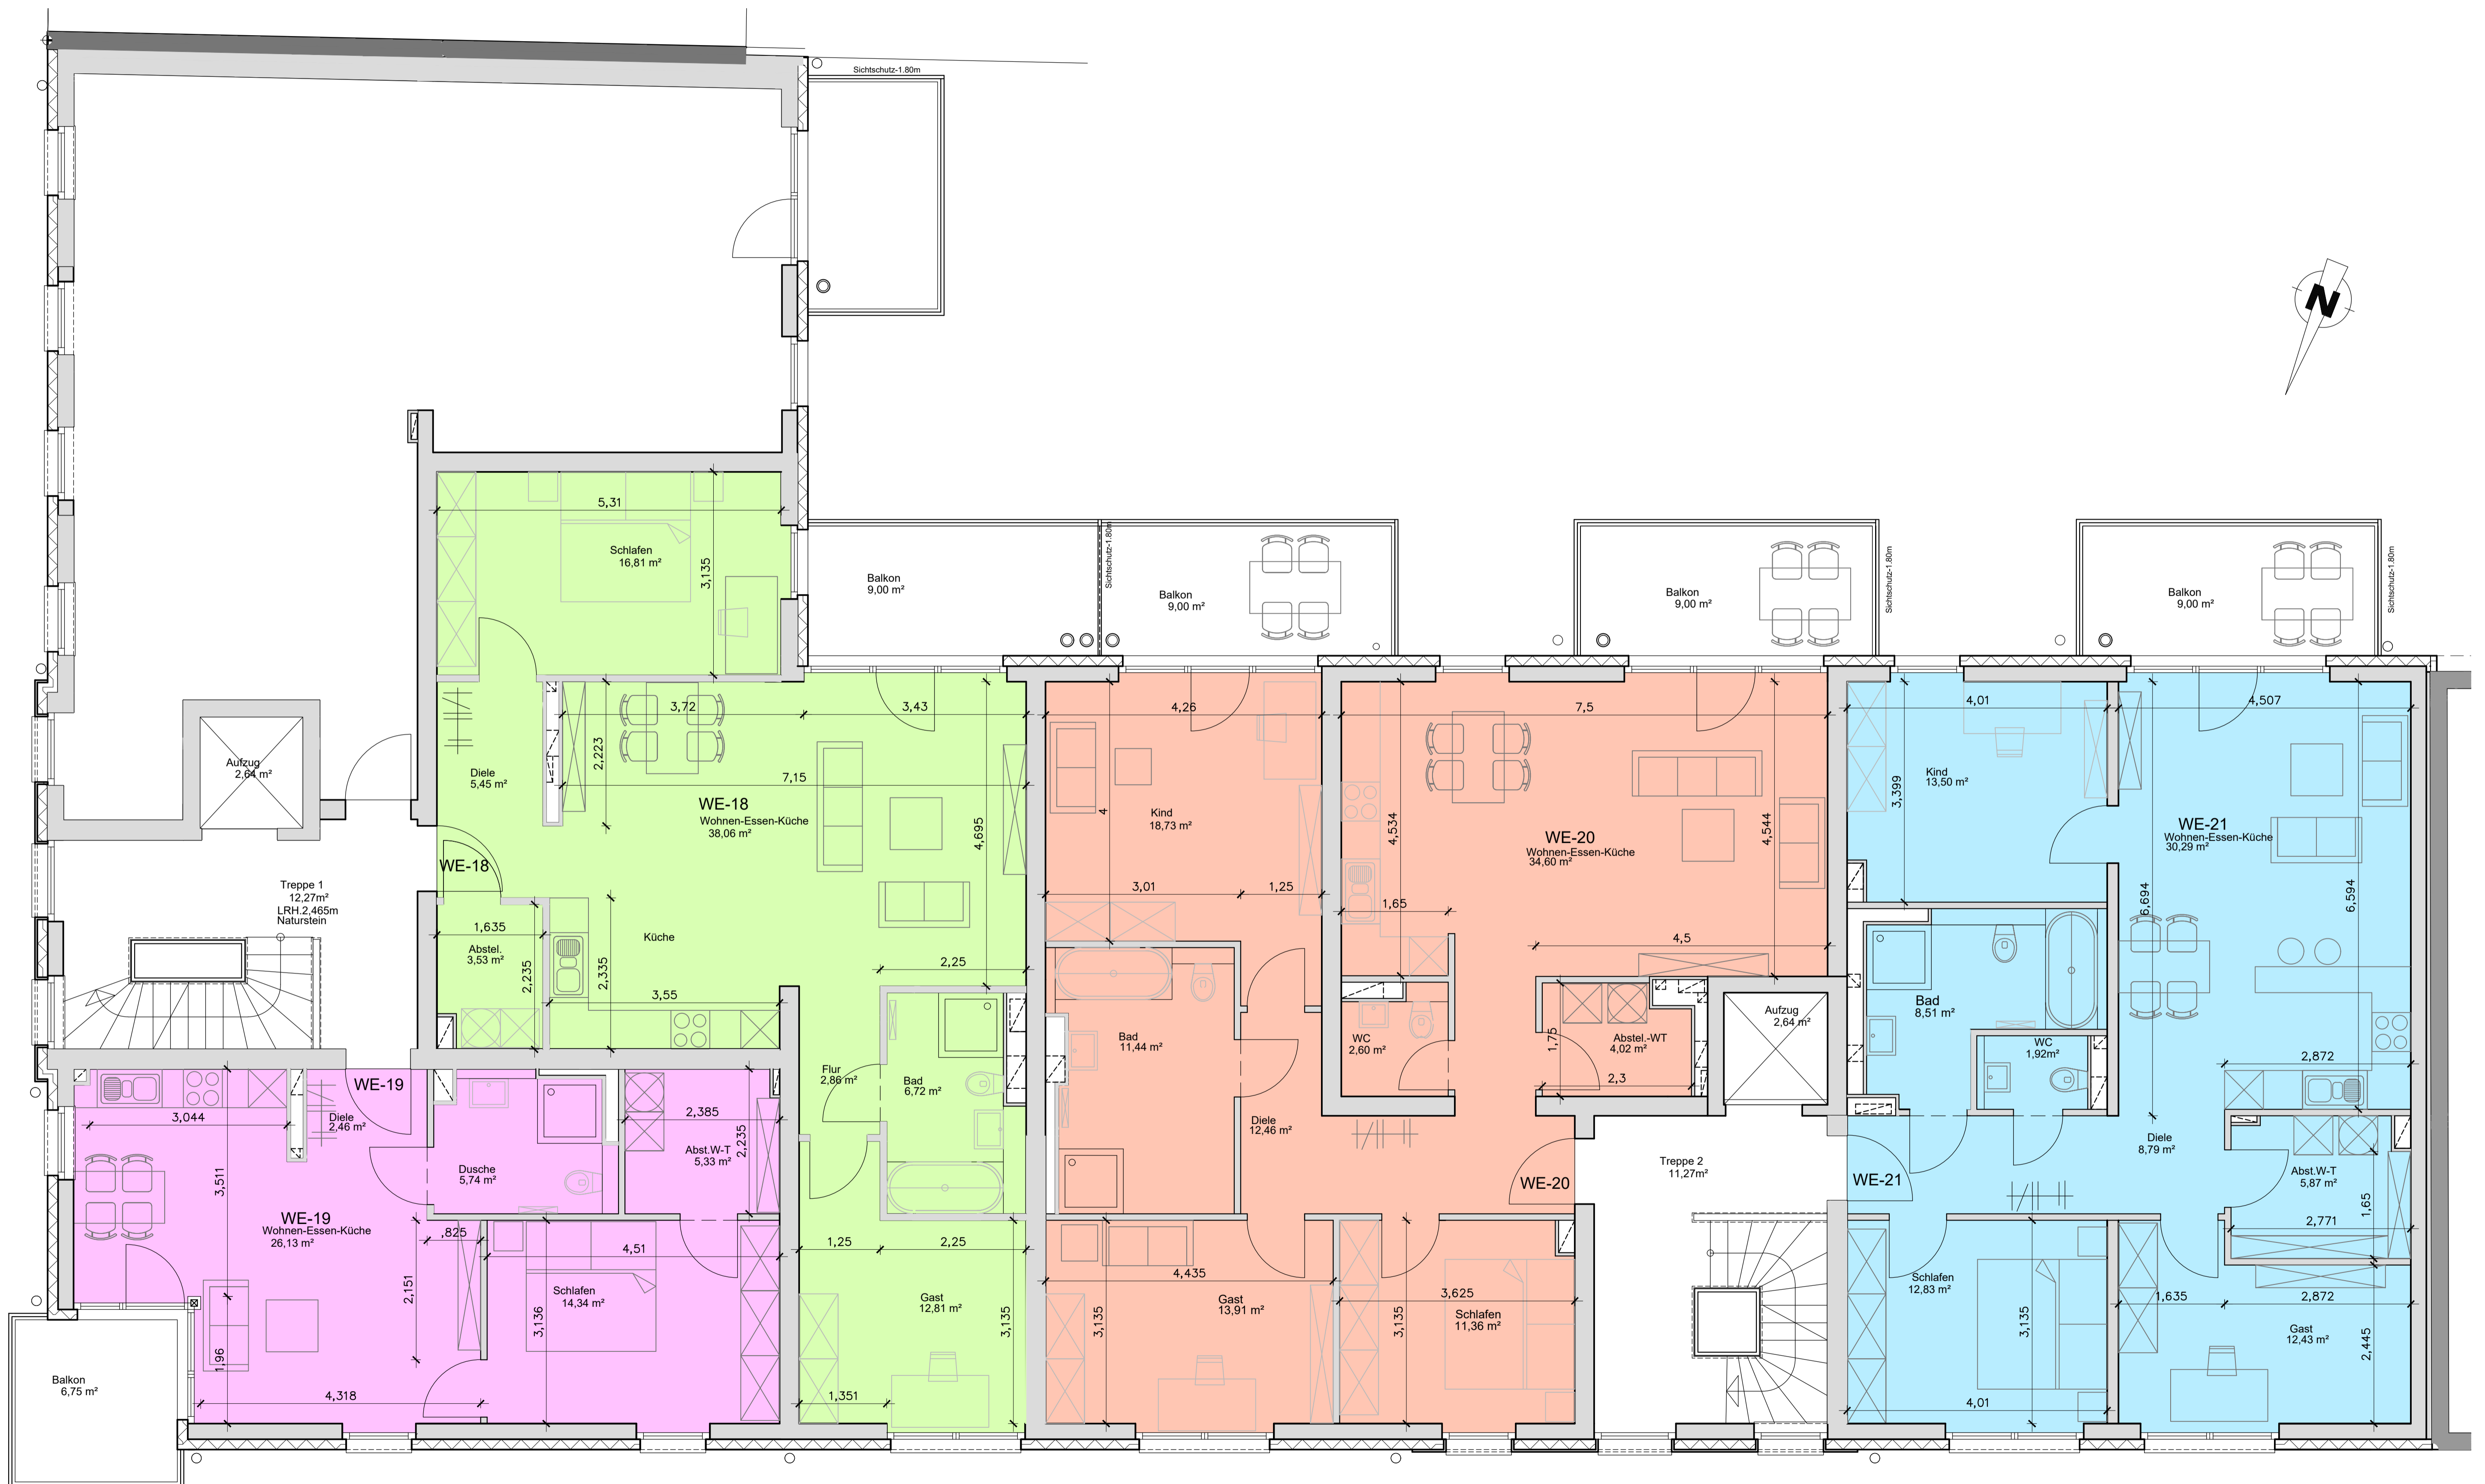 Sichtschutz-1.80m
N
5,31
Schlafen
16,81 m²
3,135
Balkon
9,00 m²
Sichtschutz-1.80m
Balkon
9,00 m²
Balkon
9,00 m²
Sichtschutz-1.80m
Balkon
9,00 m²
Sichtschutz-1.80m
Aufzug
2,64 m²
Diele
5,45 m²
2,223
3,72
3,43
7,15
WE-18
Wohnen-Essen-Küche
38,06 m²
4,695
WE-18
Treppe 1
12,27m²
LRH.2,465m
Naturstein
1,635
Abstel.
3,53 m²
2,235
2,335
Küche
3,55
2,25
Flur
2,86 m²
Bad
6,72 m²
1,25
2,25
Gast
12,81 m²
3,135
1,351
WE-19
3,044
Diele
2,46 m²
3,511
Dusche
5,74 m²
2,385
2,235
Abst.W-T
5,33 m²
WE-19
Wohnen-Essen-Küche
26,13 m²
,825
2,151
4,51
Schlafen
14,34 m²
3,136
1,96
4,318
Balkon
6,75 m²
4,26
4
Kind
18,73 m²
3,01
1,25
Bad
11,44 m²
Diele
12,46 m²
4,435
Gast
13,91 m²
3,135
7,5
4,534
4,544
WE-20
Wohnen-Essen-Küche
34,60 m²
1,65
4,5
WC
2,60 m²
1,75
Abstel.-WT
4,02 m²
2,3
Aufzug
2,64 m²
WE-20
Treppe 2
11,27m²
3,625
3,135
Schlafen
11,36 m²
4,01
3,399
Kind
13,50 m²
4,507
WE-21
Wohnen-Essen-Küche
30,29 m²
6,694
6,594
Bad
8,51 m²
WC
1,92m²
2,872
Diele
8,79 m²
WE-21
Abst.W-T
5,87 m²
1,65
2,771
Schlafen
12,83 m²
3,135
4,01
1,635
2,872
Gast
12,43 m²
2,445